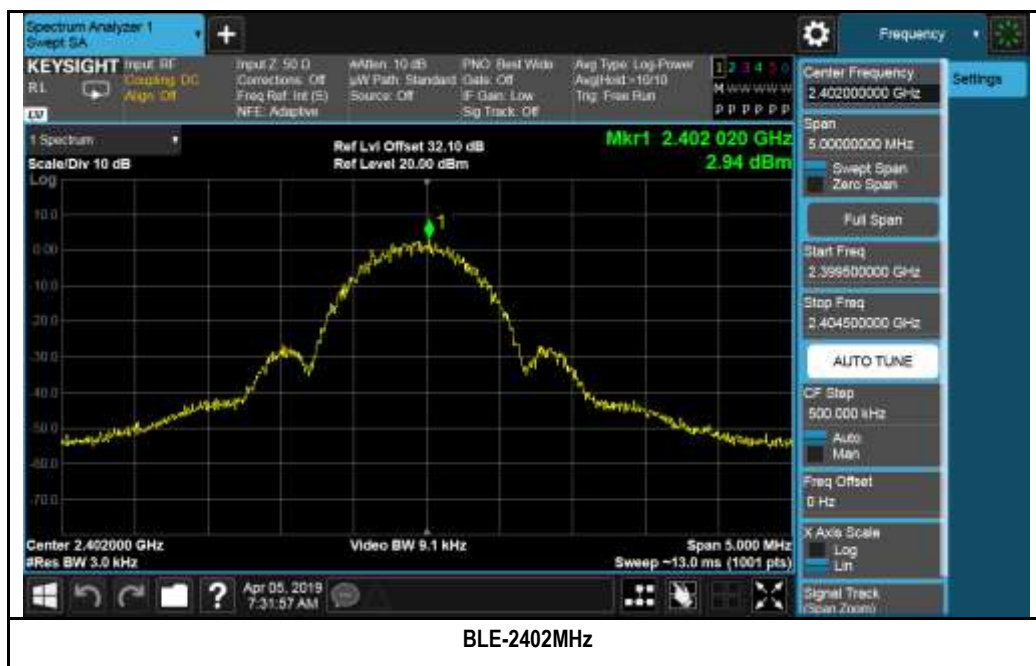 Spectrum Analyzer 1
Swept SA
Frequency
KEYSIGHT
Input: RF
Coupling: DC
Align: Off
Input Z: 50 Ω
Corrections: Off
Freq Ref: Int (S)
NFE: Adaptive
#Atten: 10 dB
µW Path: Standard
Source: Off
PNO: Best Wide
Gate: Off
IF Gain: Low
Sig Track: Off
Avg Type: Log-Power
Avg|Hold:>10/10
Trig: Free Run
1 2 3 4 5 6
M W W W W W
P P P P P P
1 Spectrum
Scale/Div 10 dB
Ref Lvl Offset 32.10 dB
Ref Level 20.00 dBm
Mkr1 2.402 020 GHz
2.94 dBm
Log
10.0
0.00
-10.0
-20.0
-30.0
-40.0
-50.0
-60.0
-70.0
1
Center 2.402000 GHz
#Res BW 3.0 kHz
Video BW 9.1 kHz
Span 5.000 MHz
Sweep ~13.0 ms (1001 pts)
Center Frequency
2.402000000 GHz
Settings
Span
5.00000000 MHz
Swept Span
Zero Span
Full Span
Start Freq
2.399500000 GHz
Stop Freq
2.404500000 GHz
AUTO TUNE
CF Step
500.000 kHz
Auto
Man
Freq Offset
0 Hz
X Axis Scale
Log
Lin
Signal Track
(Span Zoom)
?
Apr 05, 2019
7:31:57 AM
BLE-2402MHz